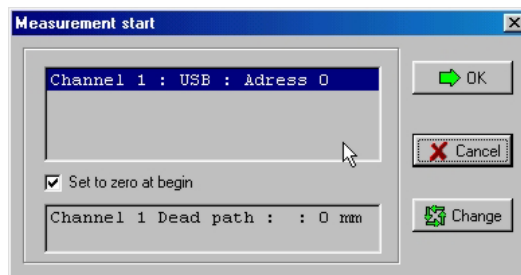 Measurement start
Channel 1 : USB : Adress 0
OK
Cancel
Set to zero at begin
Channel 1 Dead path :  : 0 mm
Change